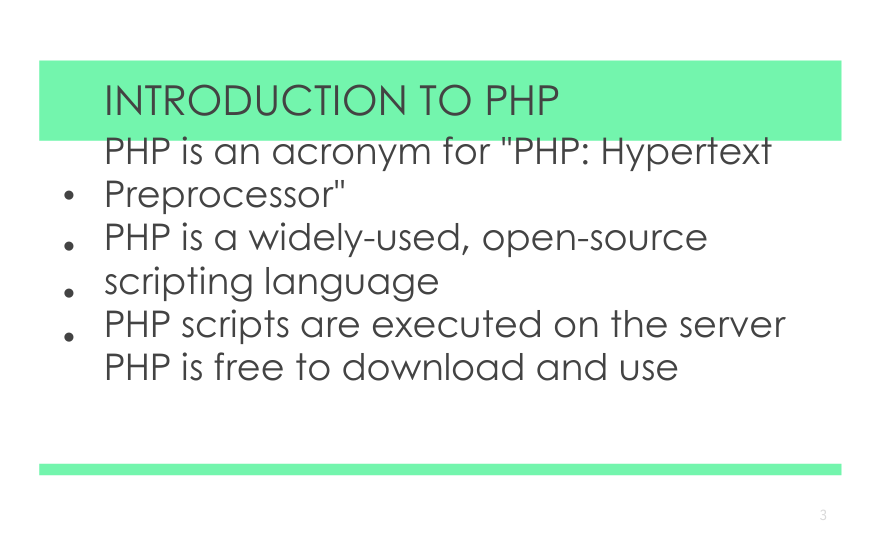 INTRODUCTION TO PHP
PHP is an acronym for "PHP: Hypertext
• Preprocessor"
• PHP is a widely-used, open-source
• scripting language
• PHP scripts are executed on the server
PHP is free to download and use
3